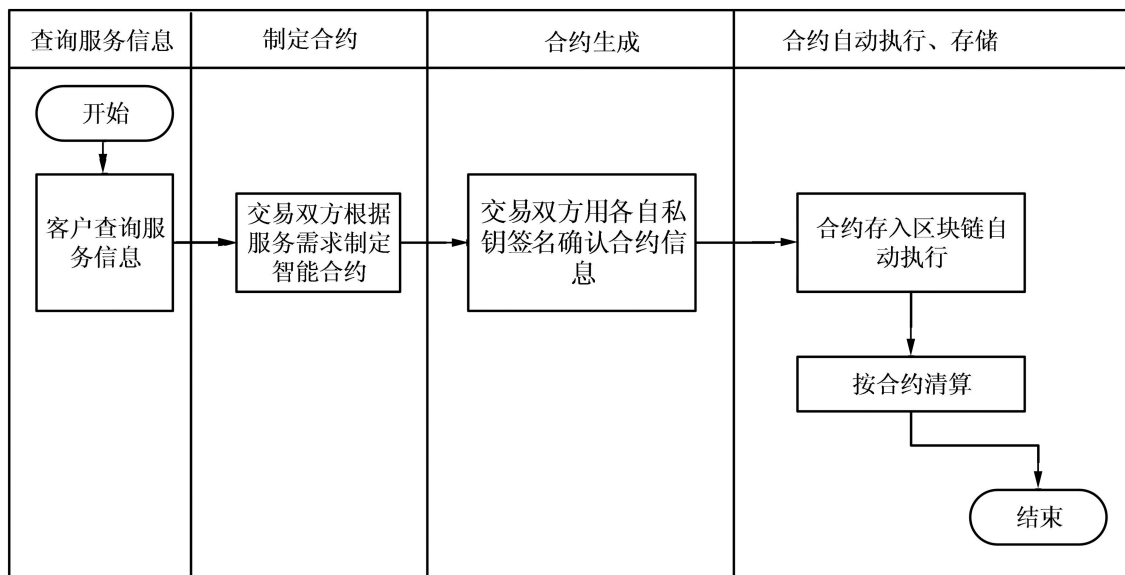 查询服务信息
制定合约
合约生成
合约自动执行、存储
开始
客户查询服
务信息
交易双方根据
服务需求制定
智能合约
交易双方用各自私
钥签名确认合约信
息
合约存入区块链自
动执行
按合约清算
结束